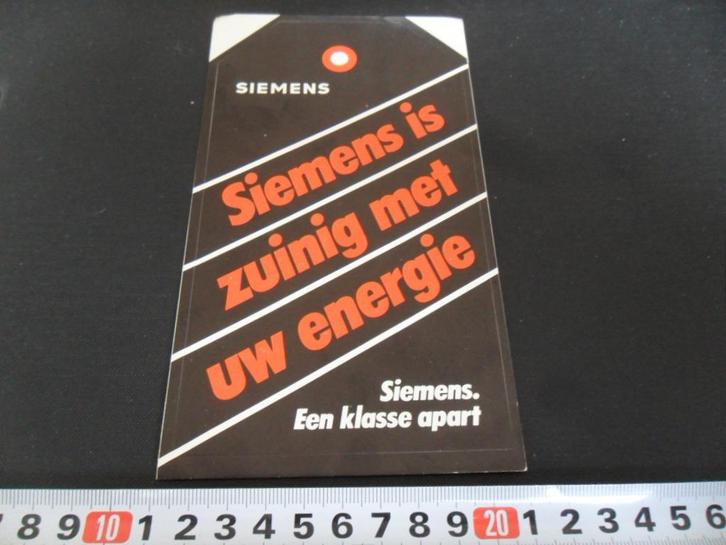 SIEMENS
Siemens is
zuinig met
uw energie
Siemens.
Een klasse apart
7 8 9 10 1 2 3 4 5 6 7 8 9 20 1 2 3 4 5 6